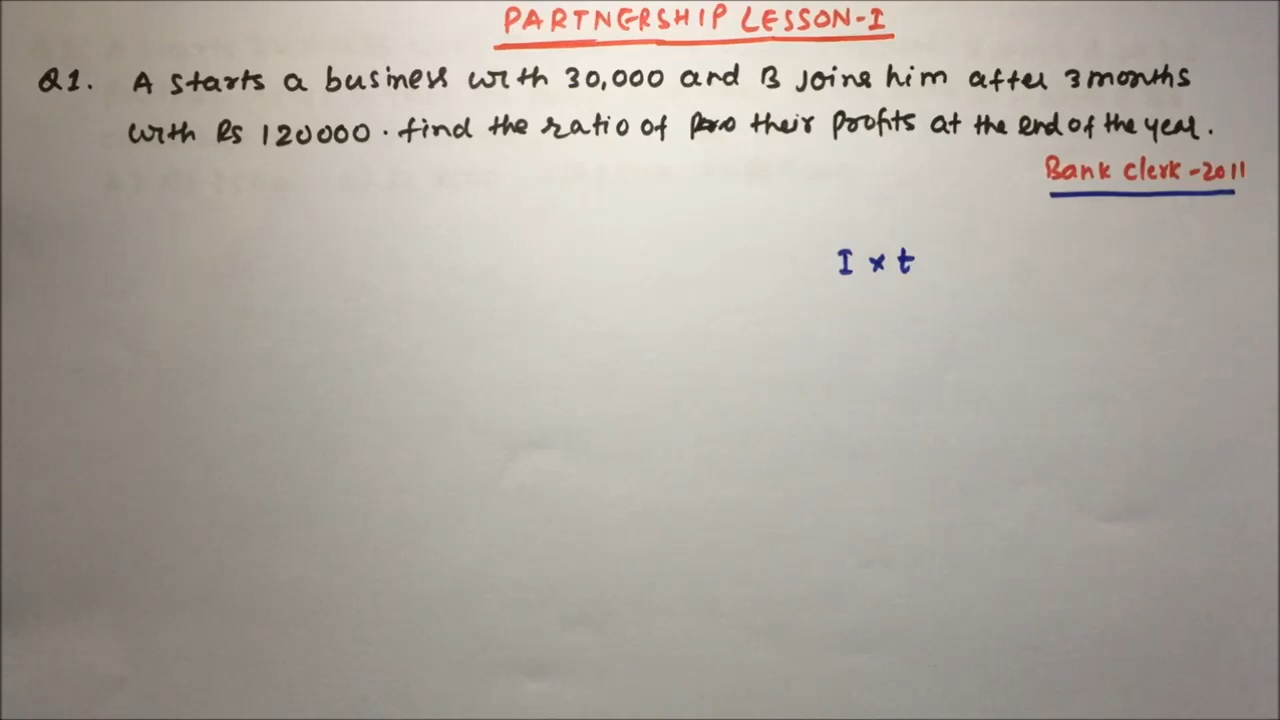 PARTNERSHIP LESSON-I
Q1. A starts a business with 30,000 and B Joins him after 3 months
with Rs 120000. find the ratio of their Profits at the end of the year.
Bank Clerk -2011
I × t